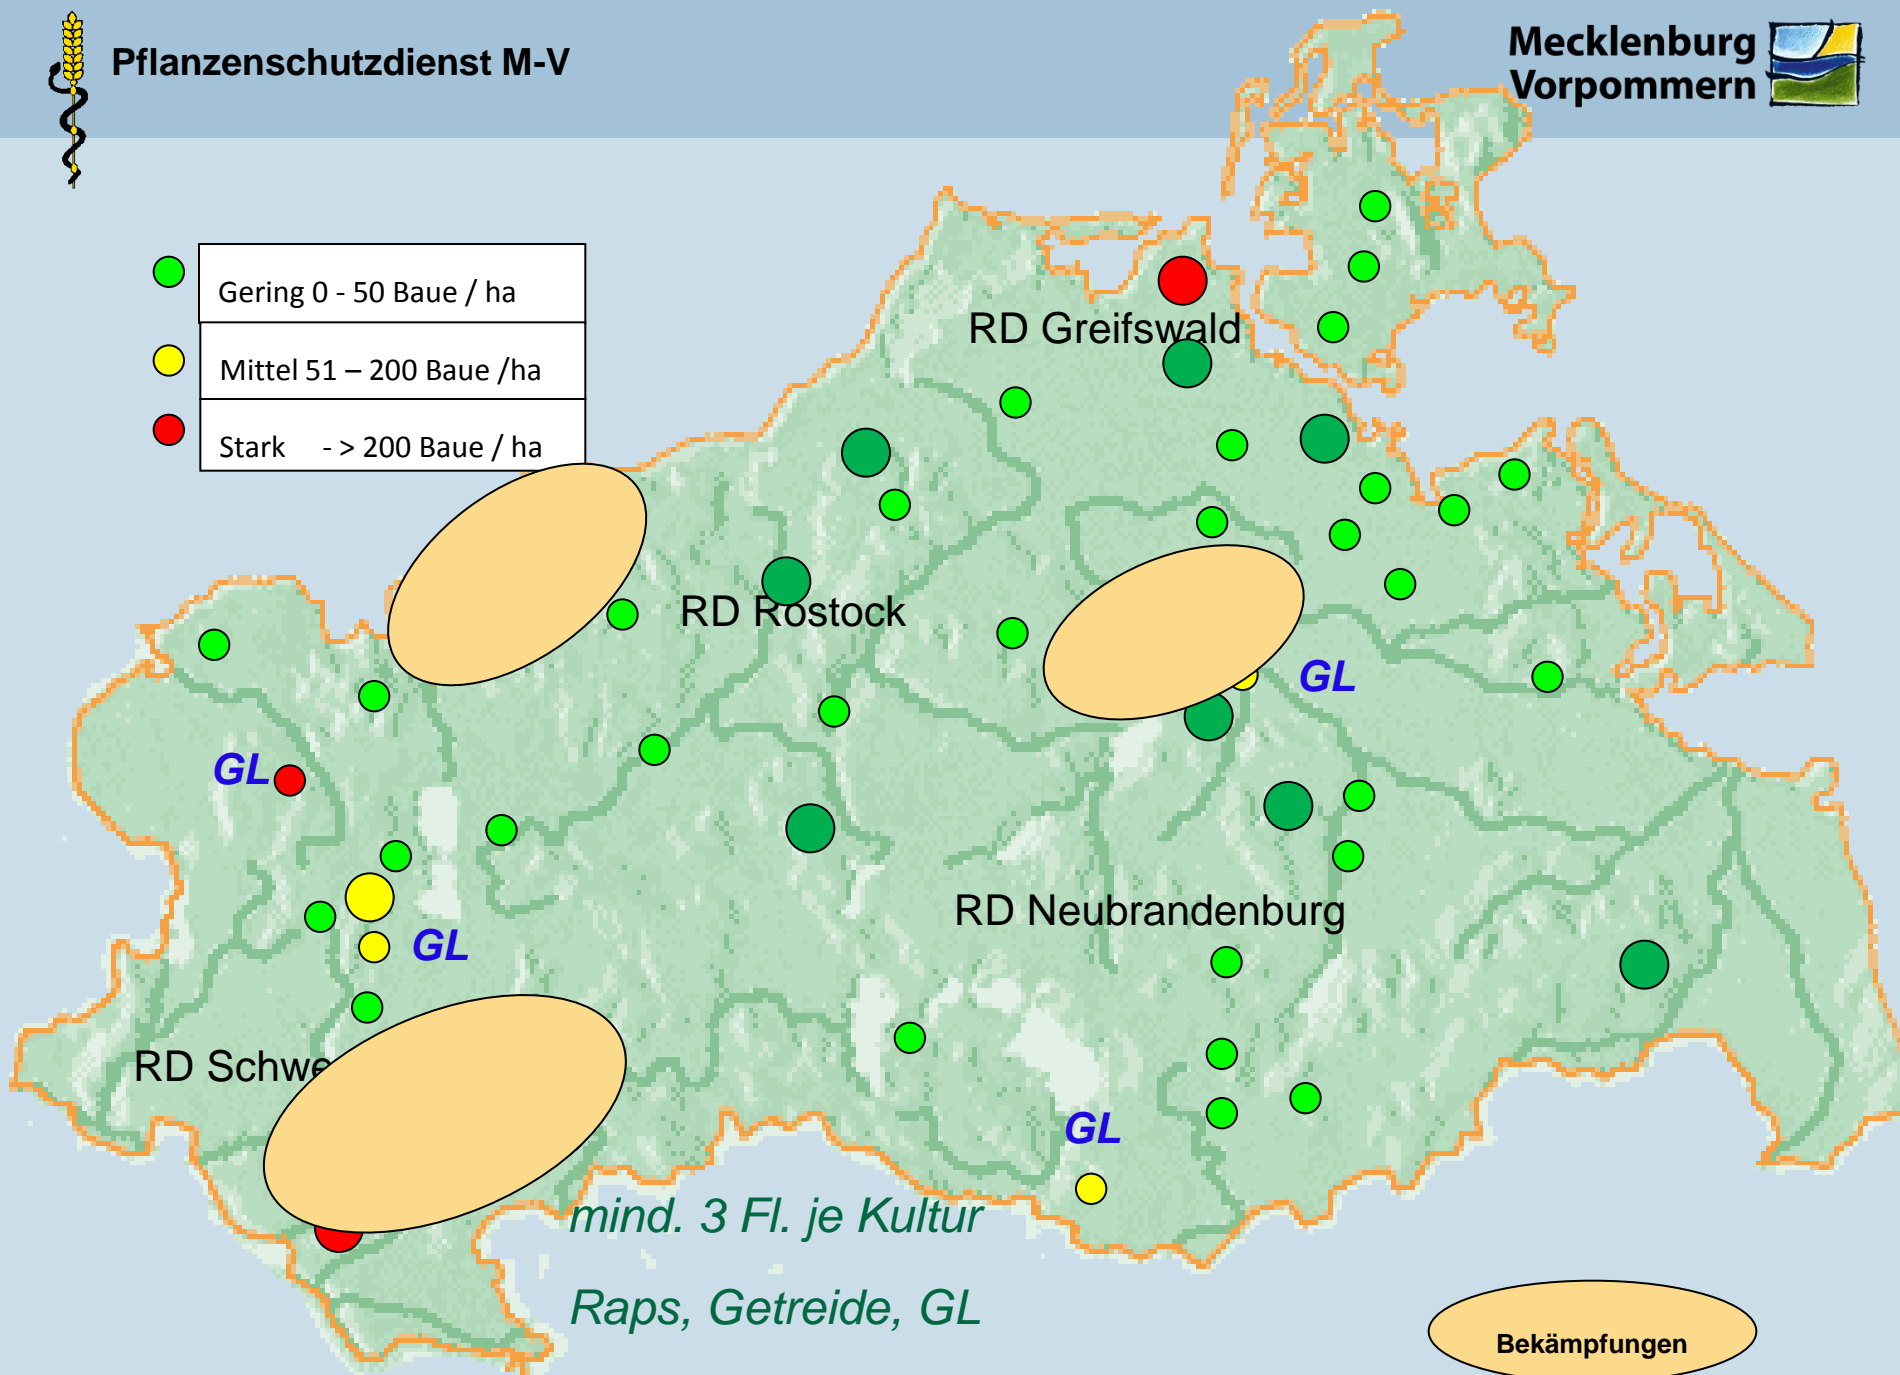 Pflanzenschutzdienst M-V
Mecklenburg
Vorpommern
Gering 0 - 50 Baue / ha
Mittel 51 – 200 Baue /ha
Stark - > 200 Baue / ha
RD Greifswald
RD Rostock
GL
GL
RD Neubrandenburg
GL
RD Schwe
GL
mind. 3 Fl. je Kultur
Raps, Getreide, GL
Bekämpfungen